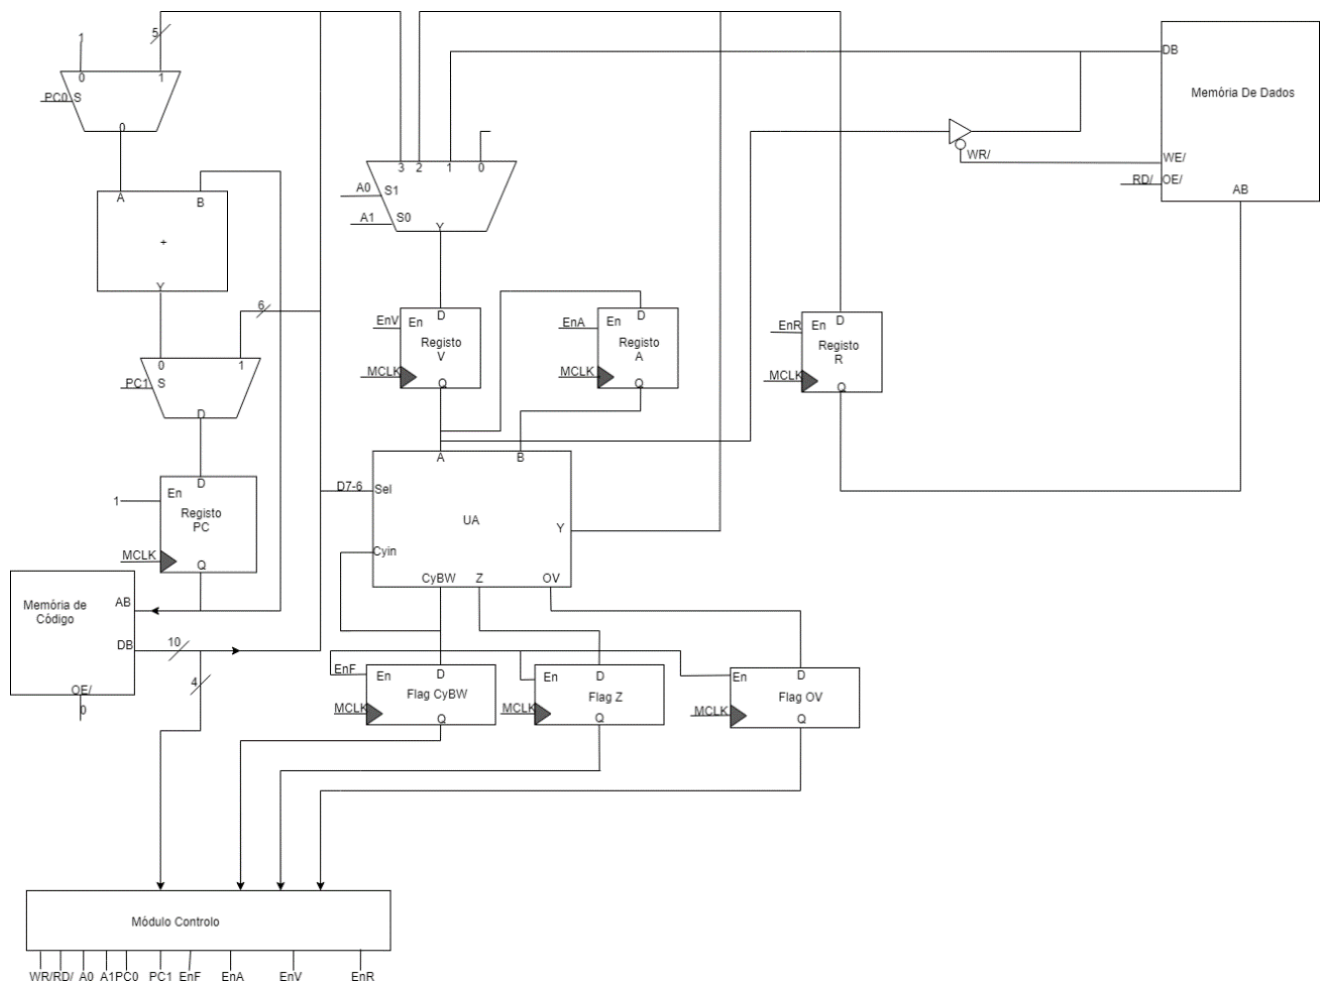 1
5
0
1
PC0
S
0
A
B
+
Y
6
0
1
PC1
S
D
1
En
D
Registo
PC
MCLK
Q
Memória de
Código
AB
DB
OE/
0
10
4
3
2
1
0
A0
S1
A1
S0
Y
EnV
En
D
Registo
V
MCLK
Q
EnA
En
D
Registo
A
MCLK
Q
EnR
En
D
Registo
R
MCLK
Q
DB
Memória De Dados
WR/
WE/
RD/
OE/
AB
A
B
D7-6
Sel
UA
Y
Cyin
CyBW
Z
OV
EnF
En
D
Flag CyBW
MCLK
Q
En
D
Flag Z
MCLK
Q
En
D
Flag OV
MCLK
Q
Módulo Controlo
WR/
RD/
A0
A1
PC0
PC1
EnF
EnA
EnV
EnR